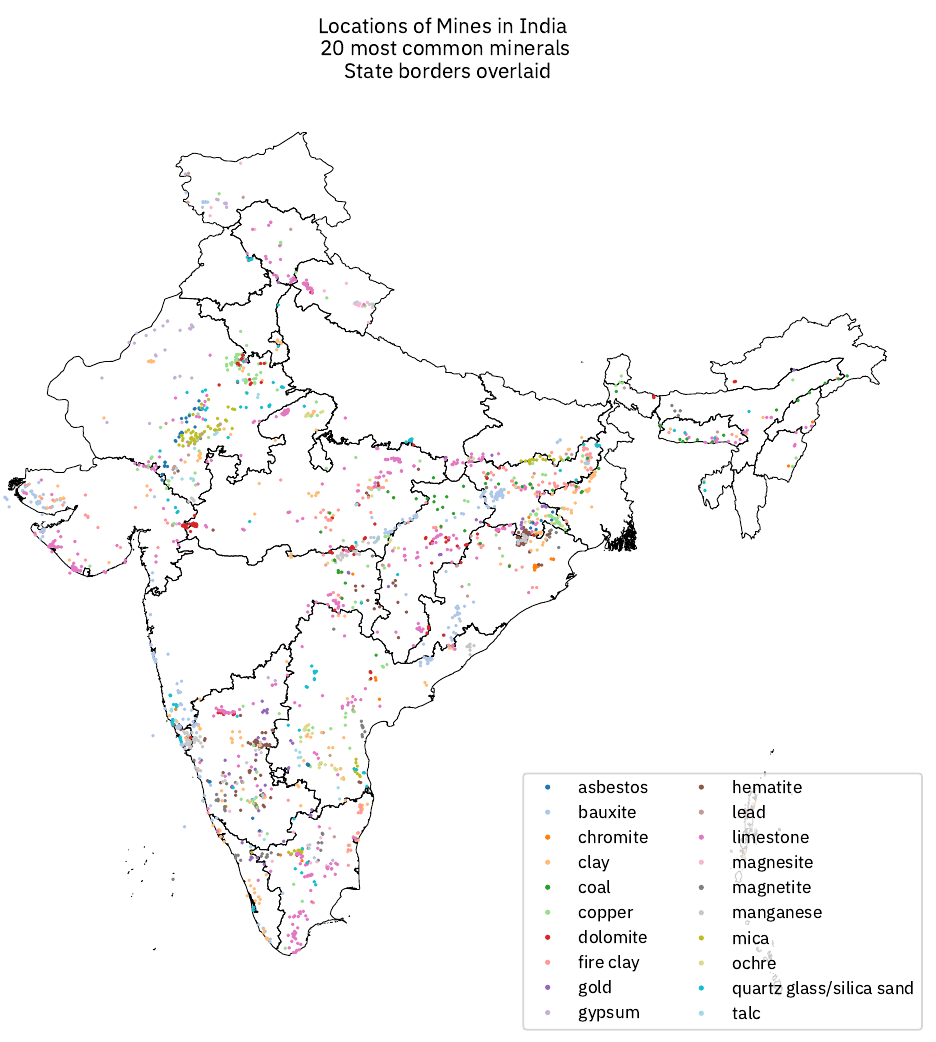 Locations of Mines in India
20 most common minerals
State borders overlaid
asbestos
bauxite
chromite
clay
coal
copper
dolomite
fire clay
gold
gypsum
hematite
lead
limestone
magnesite
magnetite
manganese
mica
ochre
quartz glass/silica sand
talc